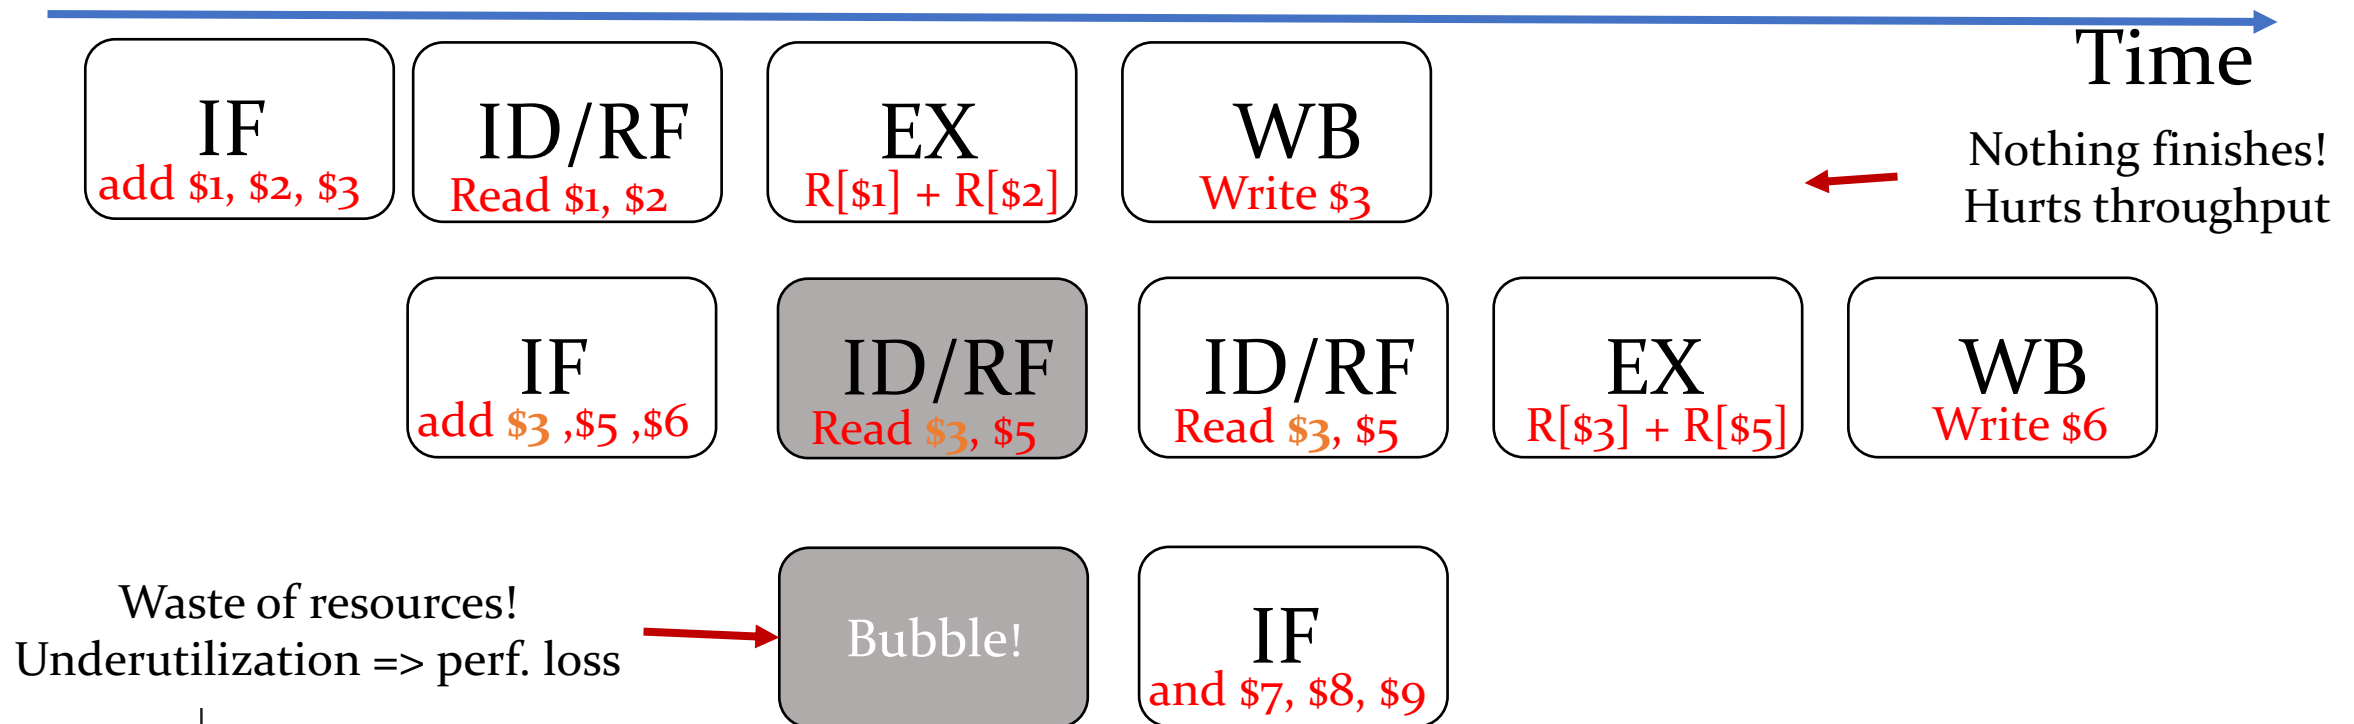 Time
IF
add $1, $2, $3
ID/RF
Read $1, $2
EX
R[$1] + R[$2]
WB
Write $3
Nothing finishes!
Hurts throughput
IF
add $3 ,$5 ,$6
ID/RF
Read $3, $5
ID/RF
Read $3, $5
EX
R[$3] + R[$5]
WB
Write $6
Waste of resources!
Underutilization => perf. loss
Bubble!
IF
and $7, $8, $9